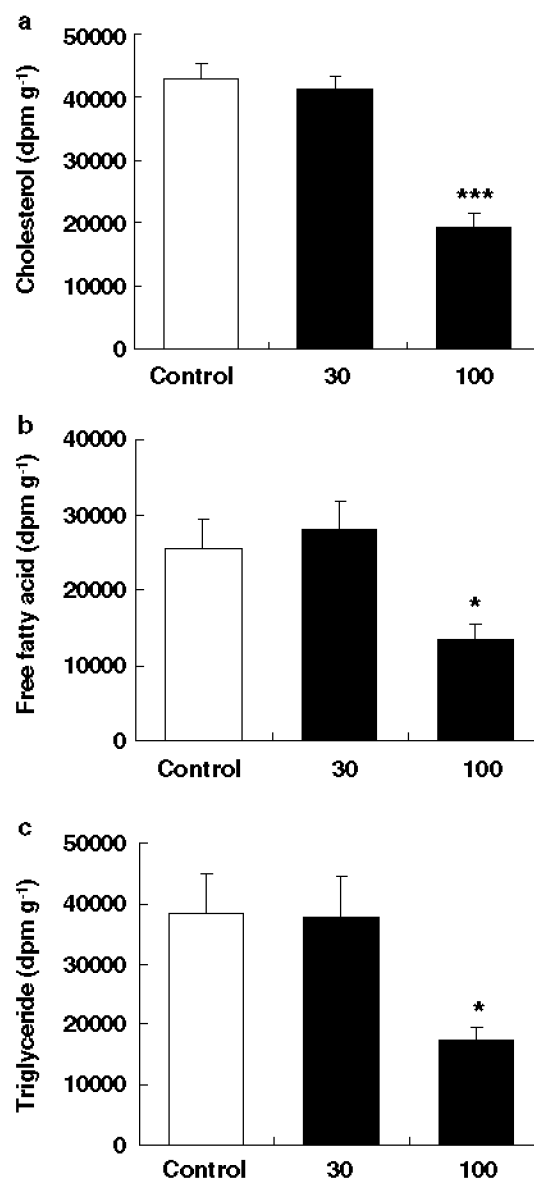 a
Cholesterol (dpm g⁻¹)
50000
40000
30000
20000
10000
0
***
Control 30 100
b
Free fatty acid (dpm g⁻¹)
40000
30000
20000
10000
0
*
Control 30 100
c
Triglyceride (dpm g⁻¹)
50000
40000
30000
20000
10000
0
*
Control 30 100